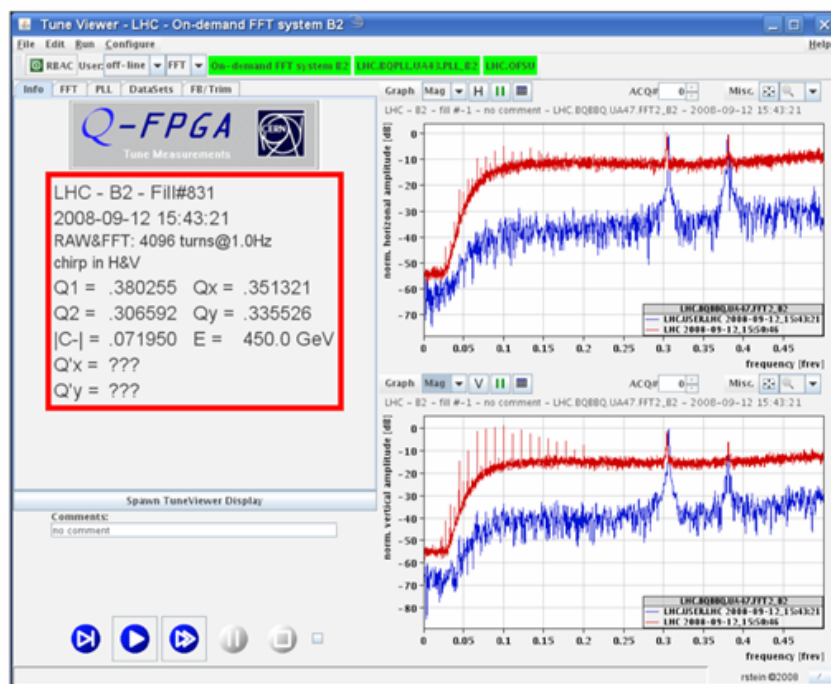 Tune Viewer - LHC - On-demand FFT system B2
File Edit Run Configure Help
RBAC User: off-line FFT On-demand FFT system B2 LHC.BQPLL.UA43.PLL_B2 LHC.OFSU
Info FFT PLL DataSets FB/Trim
Q-FPGA
Tune Measurements
CERN
LHC - B2 - Fill#831
2008-09-12 15:43:21
RAW&FFT: 4096 turns@1.0Hz
chirp in H&V
Q1 = .380255 Qx = .351321
Q2 = .306592 Qy = .335526
|C-| = .071950 E = 450.0 GeV
Q'x = ???
Q'y = ???
Spawn TuneViewer Display
Comments:
no comment
Graph Mag H ACQ# 0 Misc.
LHC - B2 - fill #-1 - no comment - LHC.BQBBQ.UA47.FFT2_B2 - 2008-09-12 15:43:21
norm. horizonal amplitude [dB]
0
-10
-20
-30
-40
-50
-60
-70
LHC.BQBBQ.UA47.FFT2_B2
LHC.USER.LHC 2008-09-12_15:43:21
LHC 2008-09-12_15:50:46
0 0.05 0.1 0.15 0.2 0.25 0.3 0.35 0.4 0.45
frequency [frev]
Graph Mag V ACQ# 0 Misc.
LHC - B2 - fill #-1 - no comment - LHC.BQBBQ.UA47.FFT2_B2 - 2008-09-12 15:43:21
norm. vertical amplitude [dB]
0
-10
-20
-30
-40
-50
-60
-70
-80
LHC.BQBBQ.UA47.FFT2_B2
LHC.USER.LHC 2008-09-12_15:43:21
LHC 2008-09-12_15:50:46
0 0.05 0.1 0.15 0.2 0.25 0.3 0.35 0.4 0.45
frequency [frev]
rstein ©2008